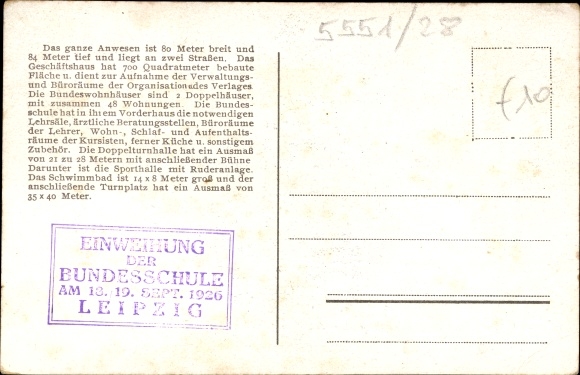 5551/28
Das ganze Anwesen ist 80 Meter breit und
84 Meter tief und liegt an zwei Straßen. Das
Geschäftshaus hat 700 Quadratmeter bebaute
Fläche u. dient zur Aufnahme der Verwaltungs-
und Büroräume der Organisation des Verlages.
Die Bundeswohnhäuser sind 2 Doppelhäuser,
mit zusammen 48 Wohnungen. Die Bundes-
schule hat in ihrem Vorderhaus die notwendigen
Lehrsäle, ärztliche Beratungsstellen, Büroräume
der Lehrer, Wohn-, Schlaf- und Aufenthalts-
räume der Kursisten, ferner Küche u. sonstigem
Zubehör. Die Doppelturnhalle hat ein Ausmaß
von 21 zu 28 Metern mit anschließender Bühne
Darunter ist die Sporthalle mit Ruderanlage.
Das Schwimmbad ist 14 x 8 Meter groß und der
anschließende Turnplatz hat ein Ausmaß von
35 x 40 Meter.
EINWEIHUNG
DER
BUNDESSCHULE
AM 18. 19. SEPT. 1926
LEIPZIG
£10